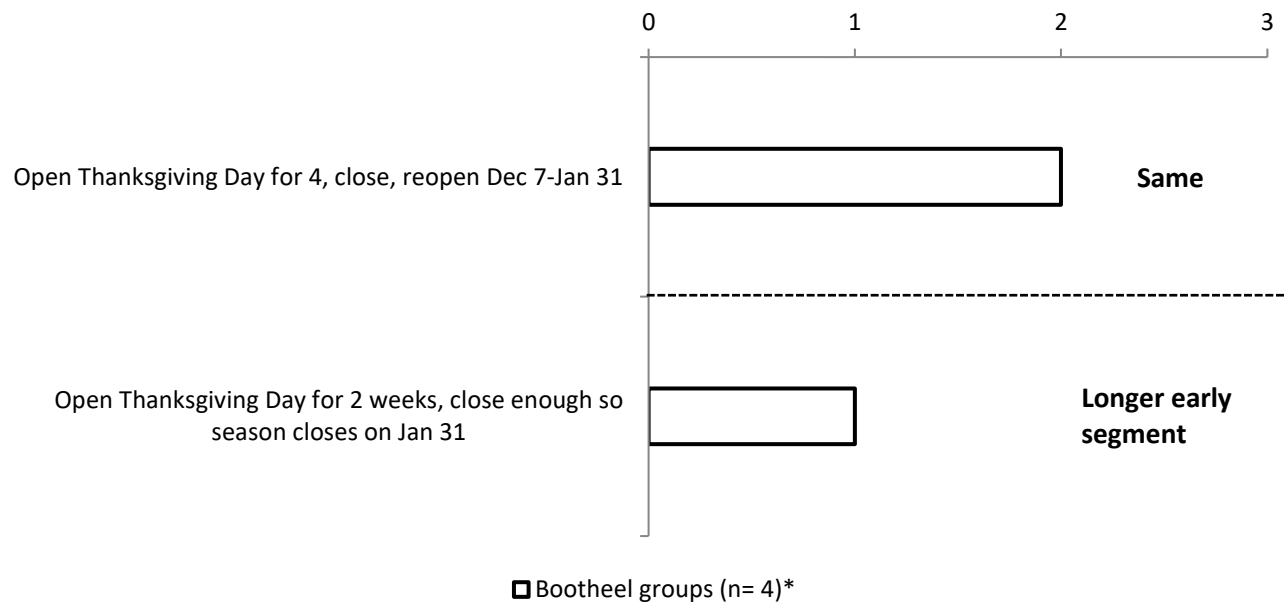 0 1 2 3
Open Thanksgiving Day for 4, close, reopen Dec 7-Jan 31
Same
Open Thanksgiving Day for 2 weeks, close enough so
season closes on Jan 31
Longer early
segment
Bootheel groups (n= 4)*